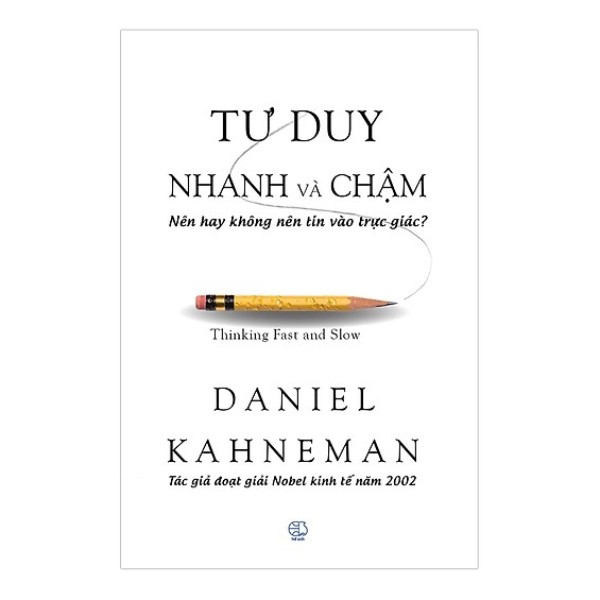 TƯ DUY
NHANH VÀ CHẬM
Nên hay không nên tin vào trực giác?
Thinking Fast and Slow
DANIEL
KAHNEMAN
Tác giả đoạt giải Nobel kinh tế năm 2002